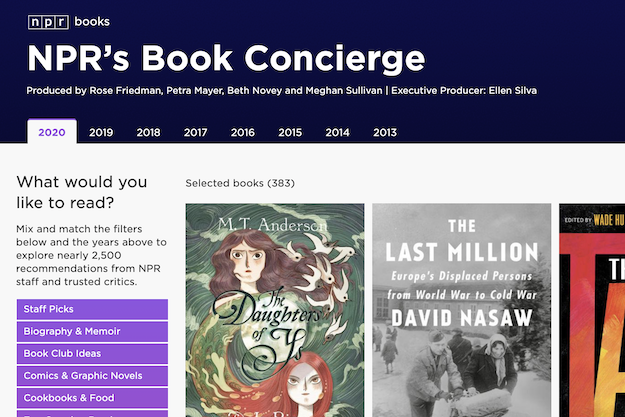 npr books
NPR's Book Concierge
Produced by Rose Friedman, Petra Mayer, Beth Novey and Meghan Sullivan | Executive Producer: Ellen Silva
2020 2019 2018 2017 2016 2015 2014 2013
What would you
like to read?
Mix and match the filters
below and the years above to
explore nearly 2,500
recommendations from NPR
staff and trusted critics.
Staff Picks
Biography & Memoir
Book Club Ideas
Comics & Graphic Novels
Cookbooks & Food
Selected books (383)
M.T. Anderson
The
Daughters
of Ys
THE
LAST MILLION
Europe's Displaced Persons
from World War to Cold War
DAVID NASAW
EDITED BY WADE HU